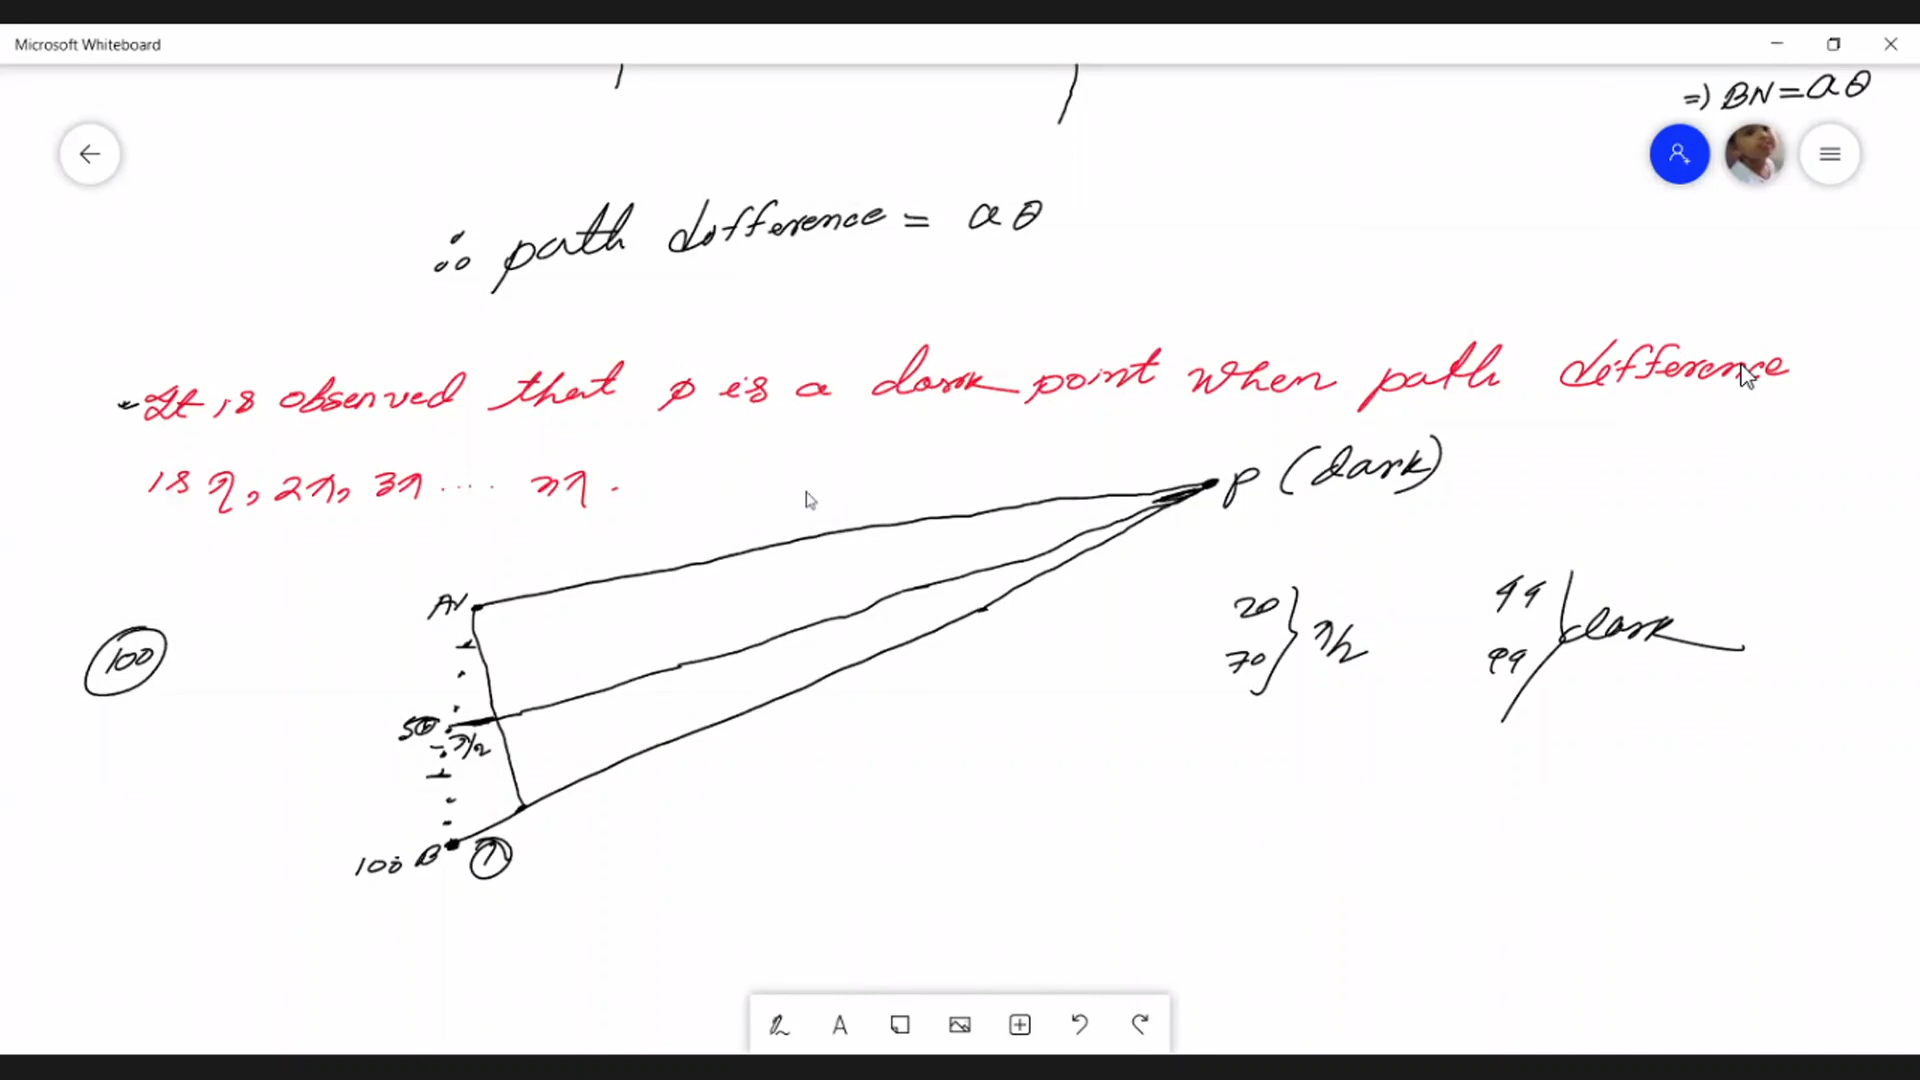 Microsoft Whiteboard
=) BN = aθ
∴ path difference = aθ
It is observed that p is a dark point when path difference
is λ, 2λ, 3λ .... nλ .
P (dark)
A1
20
70 } λ/2
49
99 dark
100
50
λ/2
100 B λ